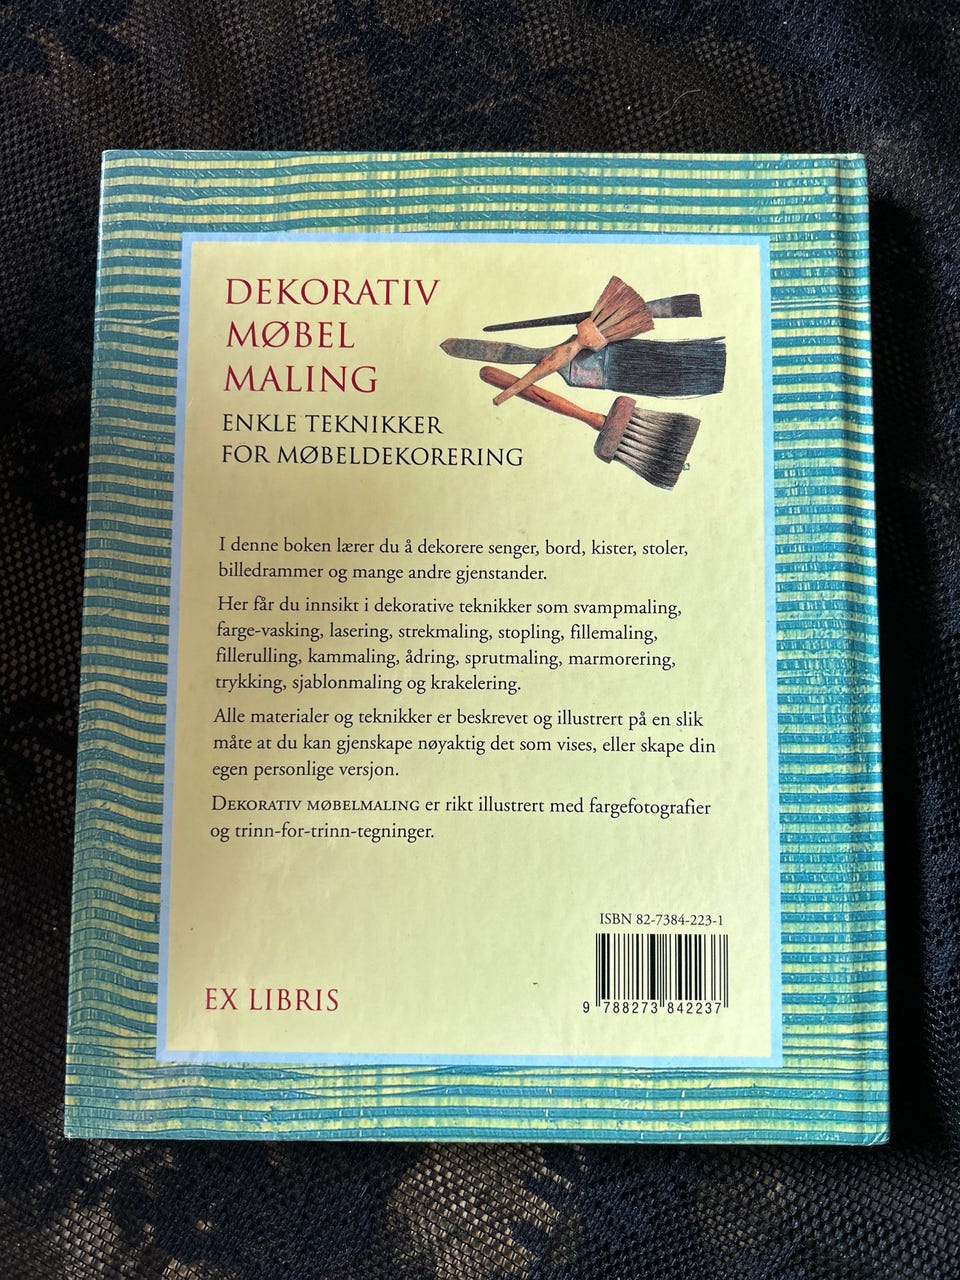 DEKORATIV
MØBEL
MALING
ENKLE TEKNIKKER
FOR MØBELDEKORERING
I denne boken lærer du å dekorere senger, bord, kister, stoler,
billedrammer og mange andre gjenstander.
Her får du innsikt i dekorative teknikker som svampmaling,
farge-vasking, lasering, strekmaling, stopling, fillemaling,
fillerulling, kammaling, ådring, sprutmaling, marmorering,
trykking, sjablonmaling og krakelering.
Alle materialer og teknikker er beskrevet og illustrert på en slik
måte at du kan gjenskape nøyaktig det som vises, eller skape din
egen personlige versjon.
DEKORATIV MØBELMALING er rikt illustrert med fargefotografier
og trinn-for-trinn-tegninger.
ISBN 82-7384-223-1
9 788273 842237
EX LIBRIS